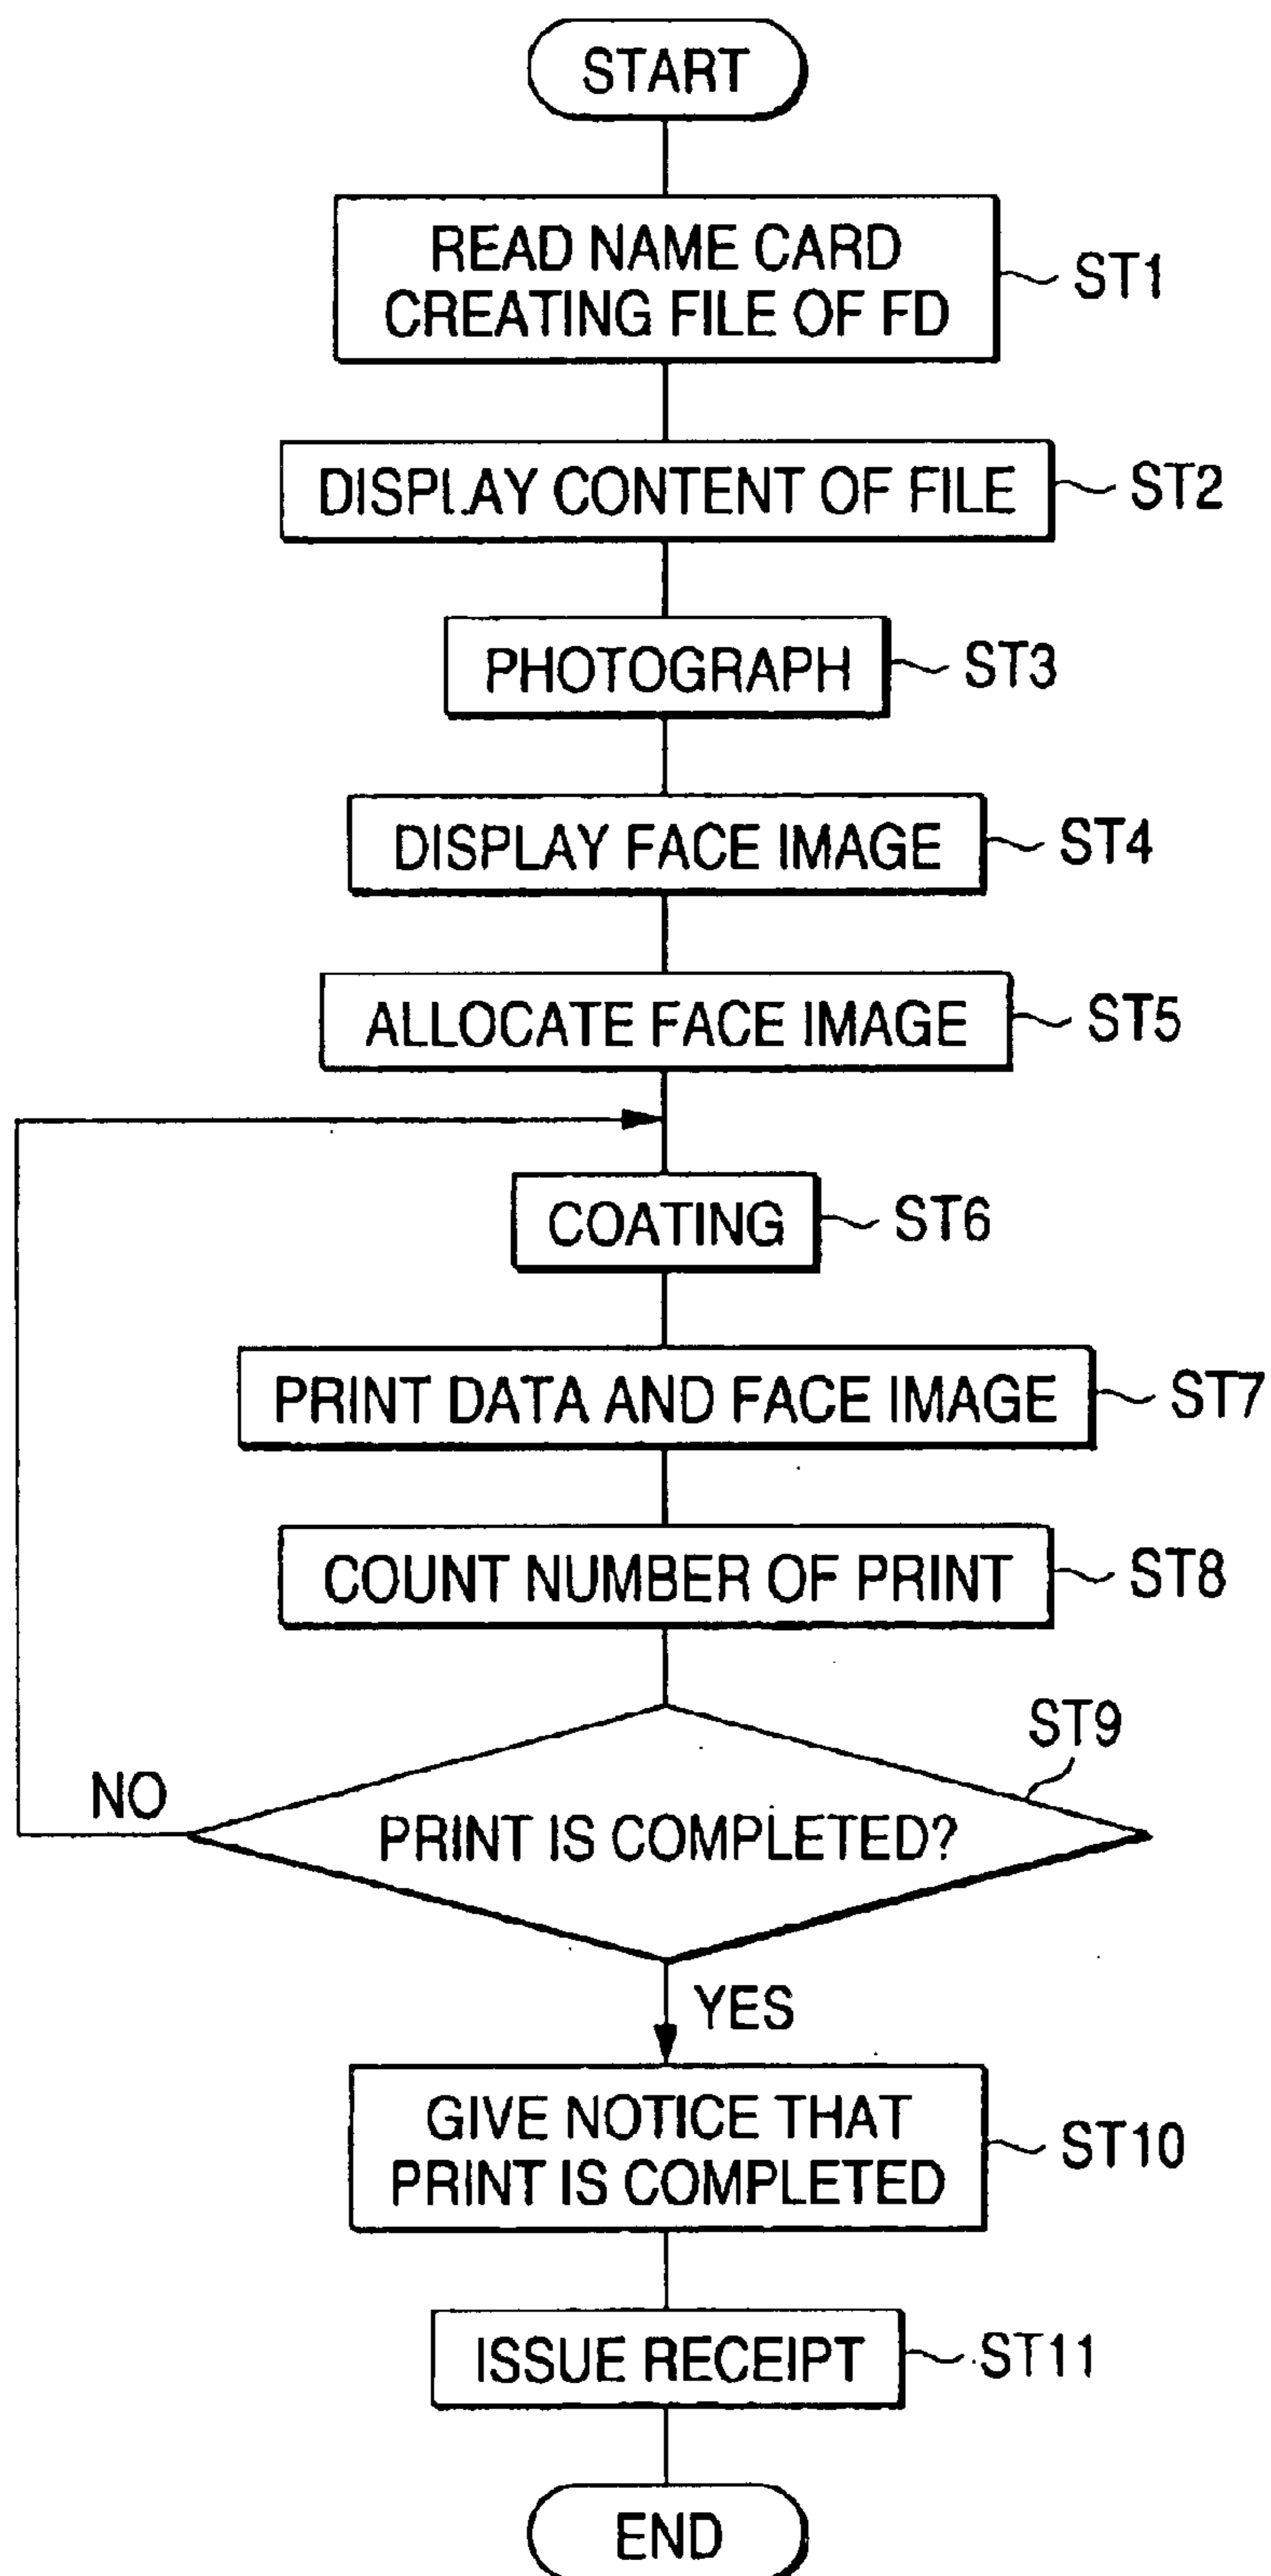 START
READ NAME CARD
CREATING FILE OF FD
ST1
DISPLAY CONTENT OF FILE
ST2
PHOTOGRAPH
ST3
DISPLAY FACE IMAGE
ST4
ALLOCATE FACE IMAGE
ST5
COATING
ST6
PRINT DATA AND FACE IMAGE
ST7
COUNT NUMBER OF PRINT
ST8
ST9
NO
PRINT IS COMPLETED?
YES
GIVE NOTICE THAT
PRINT IS COMPLETED
ST10
ISSUE RECEIPT
ST11
END